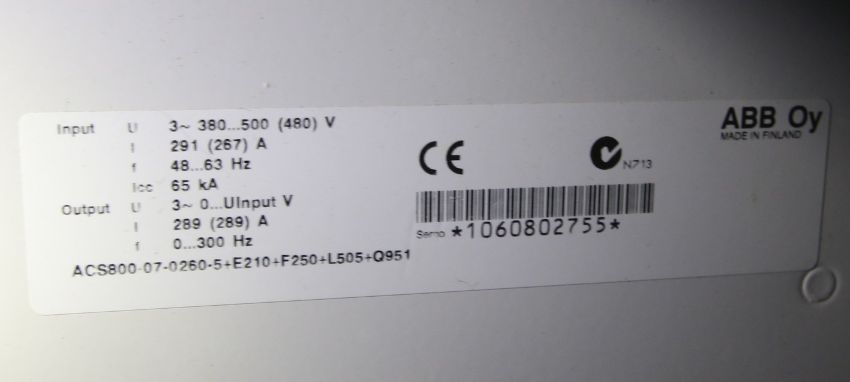 Input U 3~ 380...500 (480) V
I 291 (267) A
f 48...63 Hz
Icc 65 kA
Output U 3~ 0...UInput V
I 289 (289) A
f 0...300 Hz
ACS800-07-0260-5+E210+F250+L505+Q951
CE
N713
Serno *1060802755*
ABB Oy
MADE IN FINLAND